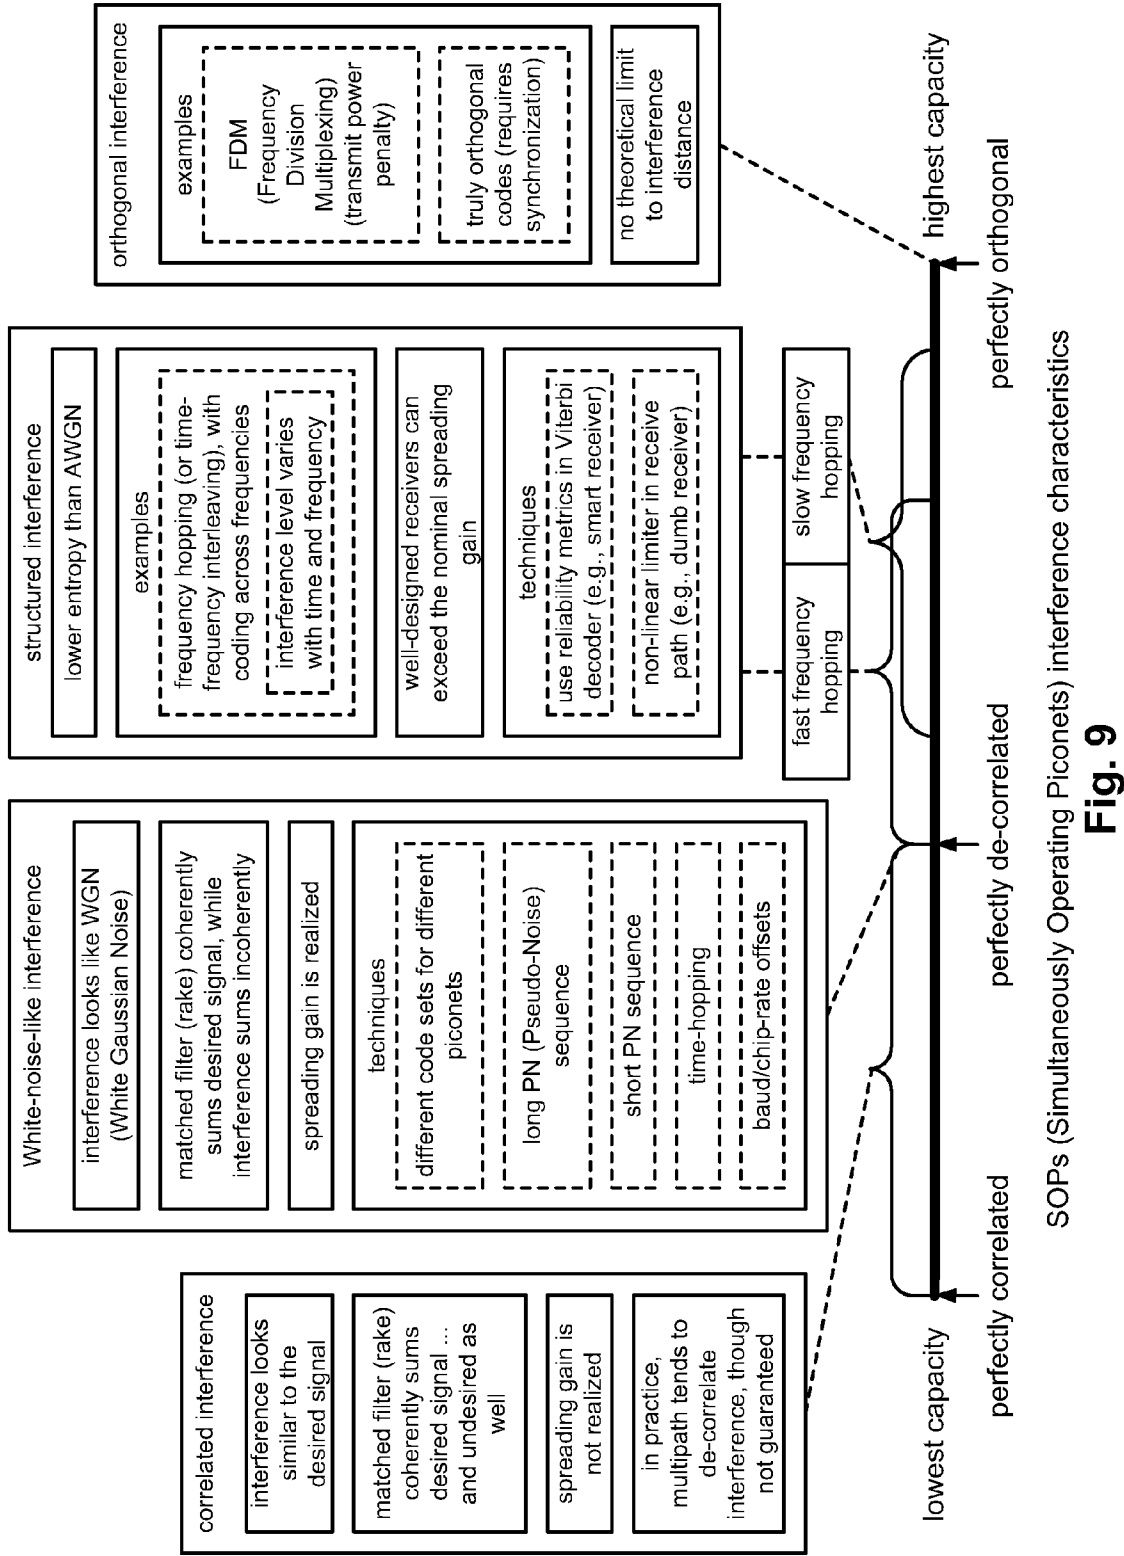 correlated interference
interference looks
similar to the
desired signal
matched filter (rake)
coherently sums
desired signal ...
and undesired as
well
spreading gain is
not realized
in practice,
multipath tends to
de-correlate
interference, though
not guaranteed
White-noise-like interference
interference looks like WGN
(White Gaussian Noise)
matched filter (rake) coherently
sums desired signal, while
interference sums incoherently
spreading gain is realized
techniques
different code sets for different
piconets
long PN (Pseudo-Noise)
sequence
short PN sequence
time-hopping
baud/chip-rate offsets
structured interference
lower entropy than AWGN
examples
frequency hopping (or time-
frequency interleaving), with
coding across frequencies
interference level varies
with time and frequency
well-designed receivers can
exceed the nominal spreading
gain
techniques
use reliability metrics in Viterbi
decoder (e.g., smart receiver)
non-linear limiter in receive
path (e.g., dumb receiver)
fast frequency
hopping
slow frequency
hopping
orthogonal interference
examples
FDM
(Frequency
Division
Multiplexing)
(transmit power
penalty)
truly orthogonal
codes (requires
synchronization)
no theoretical limit
to interference
distance
lowest capacity
highest capacity
perfectly correlated
perfectly de-correlated
perfectly orthogonal
SOPs (Simultaneously Operating Piconets) interference characteristics
Fig. 9